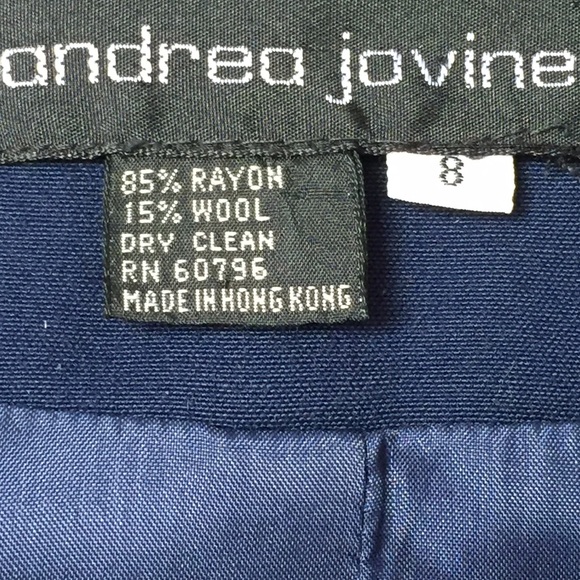 andrea jovine
85% RAYON
15% WOOL
DRY CLEAN
RN 60796
MADE IN HONG KONG
8